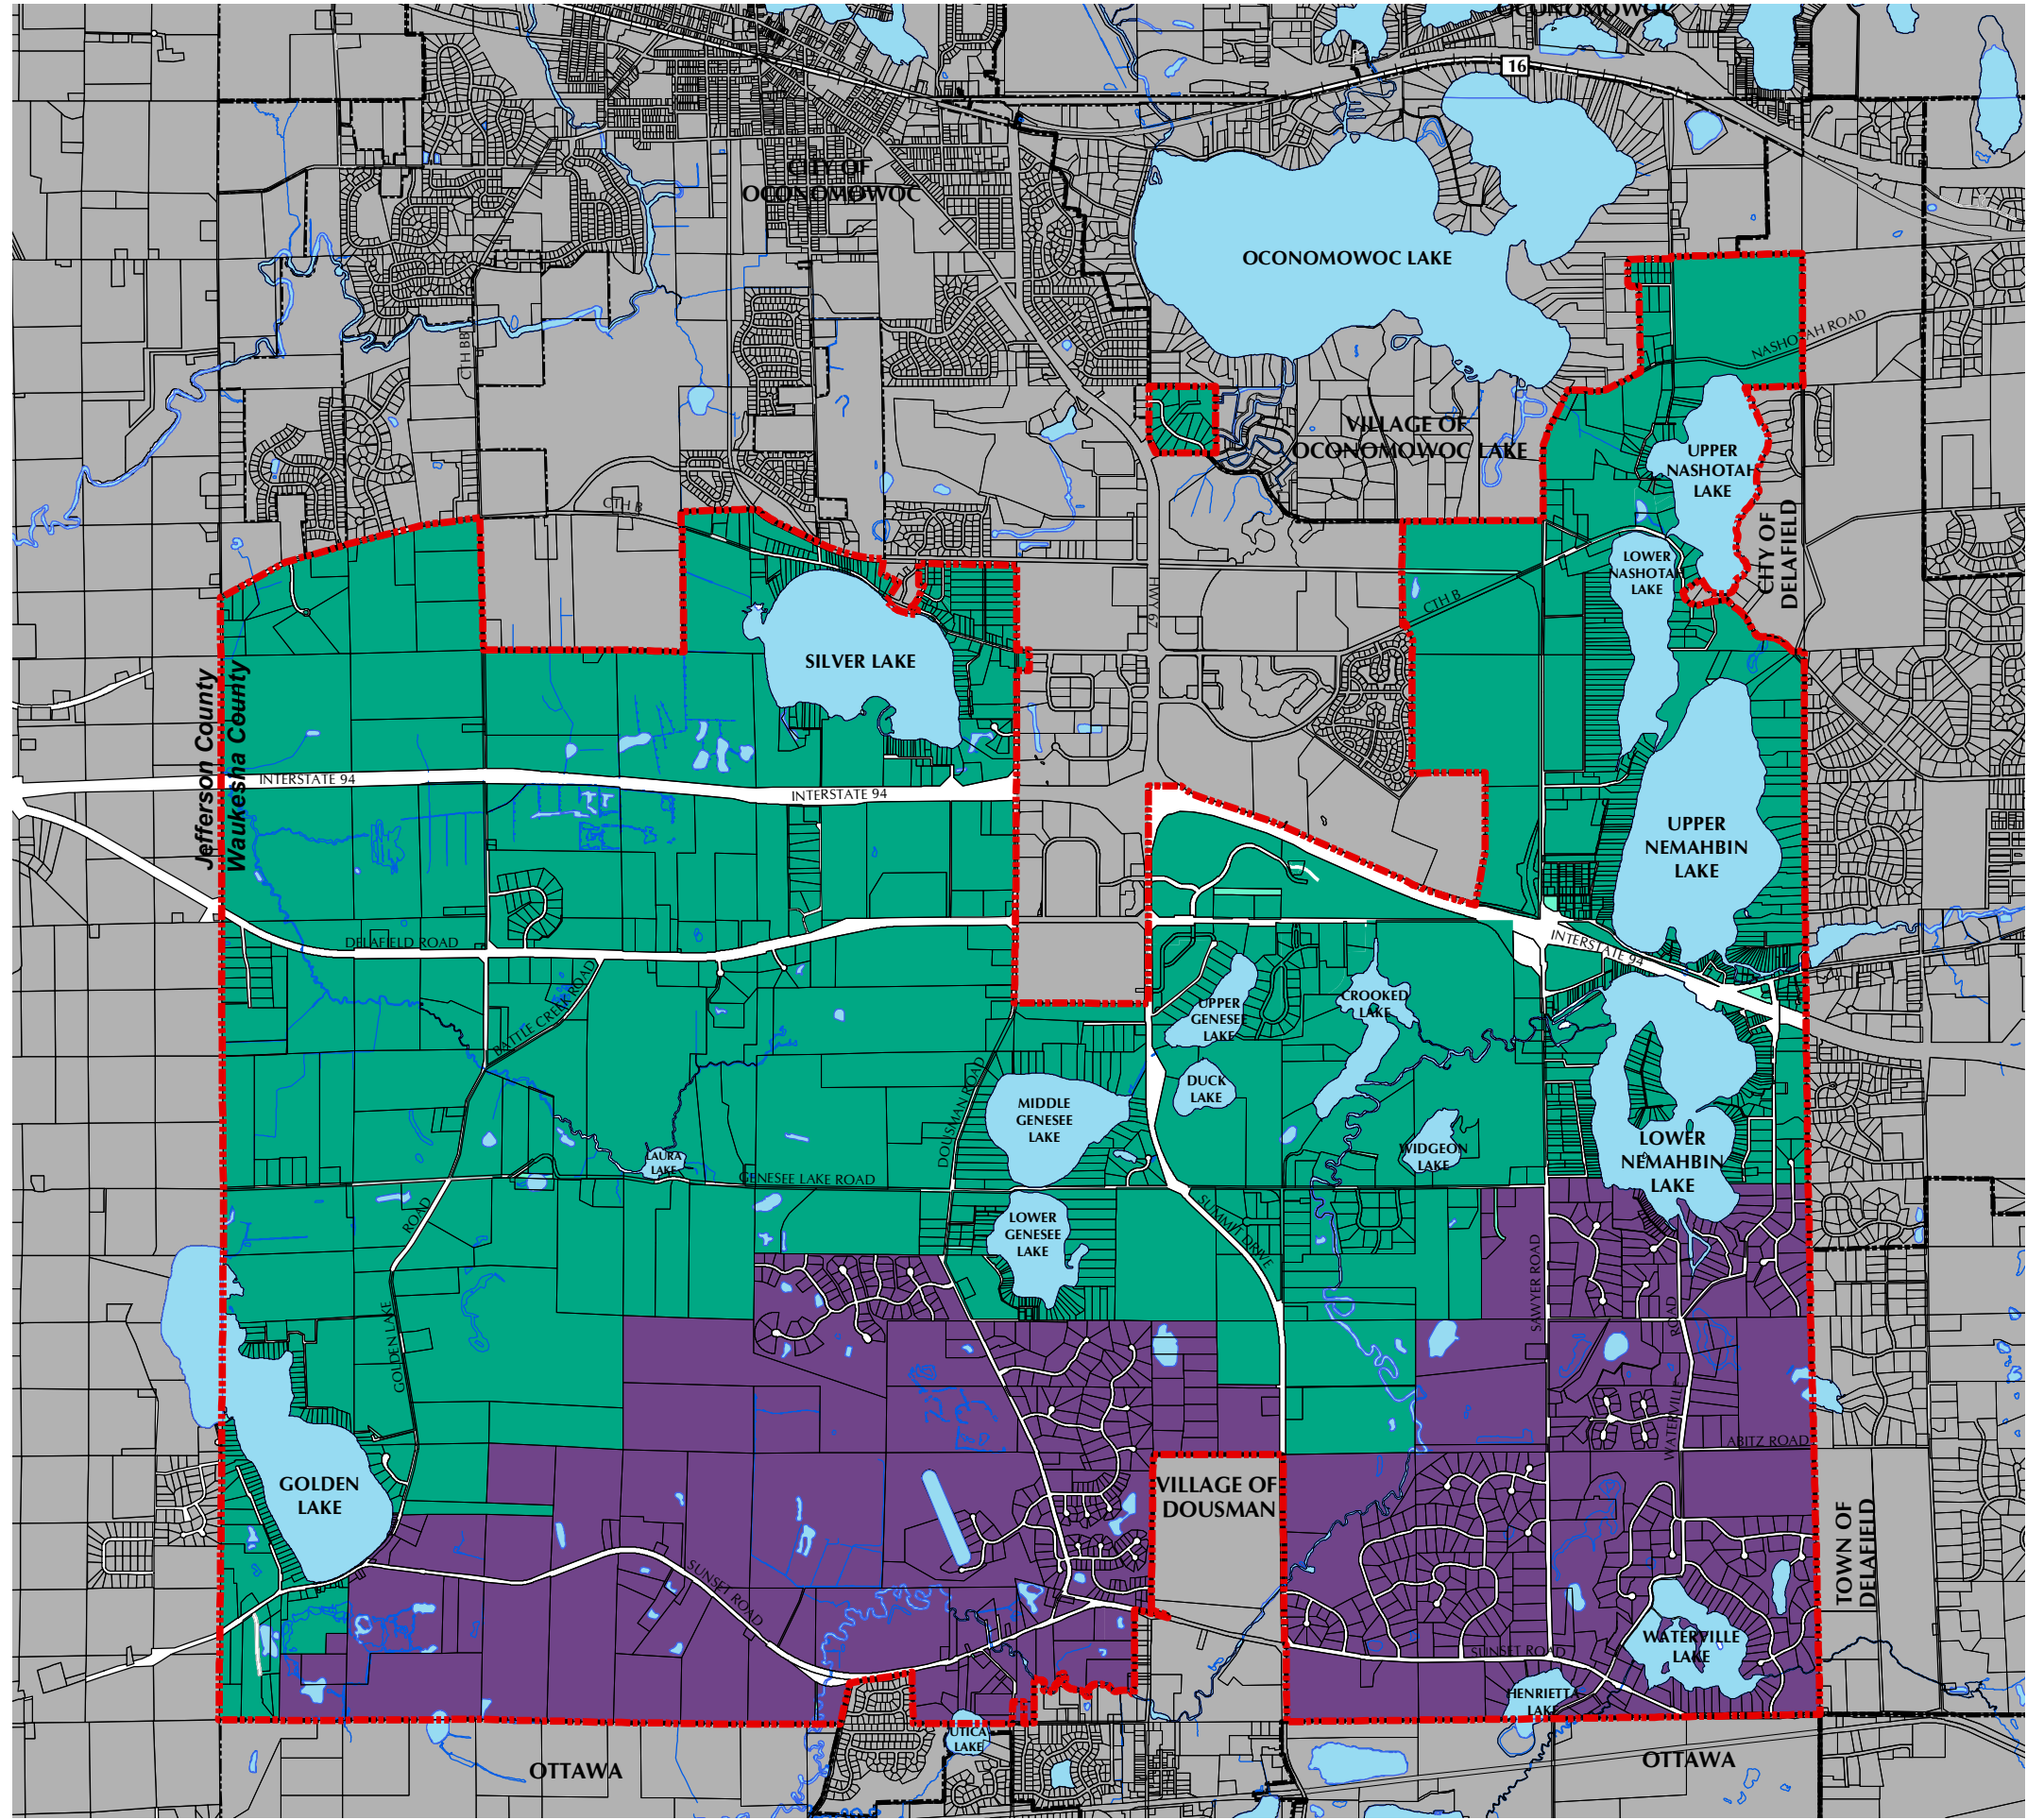 OCONOMOWOC
16
CITY OF
OCONOMOWOC
OCONOMOWOC LAKE
NASHOTAH ROAD
CTH BB
VILLAGE OF
OCONOMOWOC LAKE
UPPER
NASHOTAH
LAKE
CTH B
CITY OF
DELAFIELD
LOWER
NASHOTAH
LAKE
HWY 67
CTH B
SILVER LAKE
Jefferson County
Waukesha County
INTERSTATE 94
INTERSTATE 94
UPPER
NEMAHBIN
LAKE
DELAFIELD ROAD
INTERSTATE 94
BATTLE CREEK ROAD
UPPER
GENESEE
LAKE
CROOKED
LAKE
DUCK
LAKE
MIDDLE
GENESEE
LAKE
DOUSMAN ROAD
LAURA
LAKE
WIDGEON
LAKE
LOWER
NEMAHBIN
LAKE
GENESEE LAKE ROAD
ROAD
LOWER
GENESEE
LAKE
SUMMIT DRIVE
SAWYER ROAD
GOLDEN LAKE
ROAD
WATERVILLE
ABITZ ROAD
GOLDEN
LAKE
VILLAGE OF
DOUSMAN
TOWN OF
DELAFIELD
SUNSET ROAD
WATERVILLE
LAKE
SUNSET ROAD
HENRIETTA
LAKE
UTICA
LAKE
OTTAWA
OTTAWA